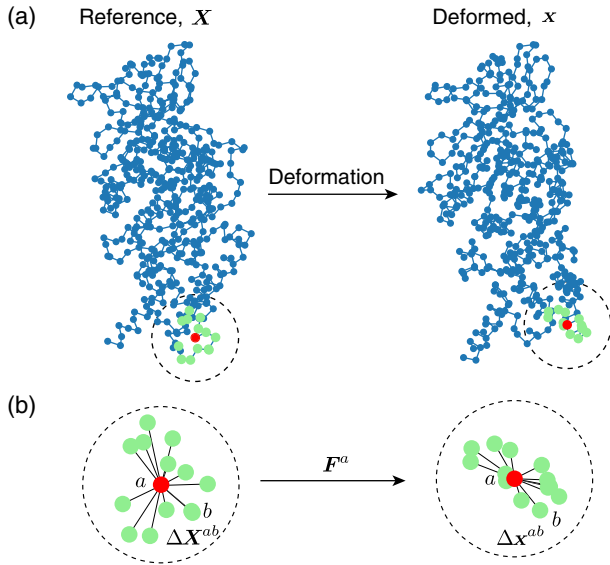 (a)
Reference, X
Deformed, x
Deformation
(b)
a
b
ΔX^{ab}
F^a
a
b
Δx^{ab}